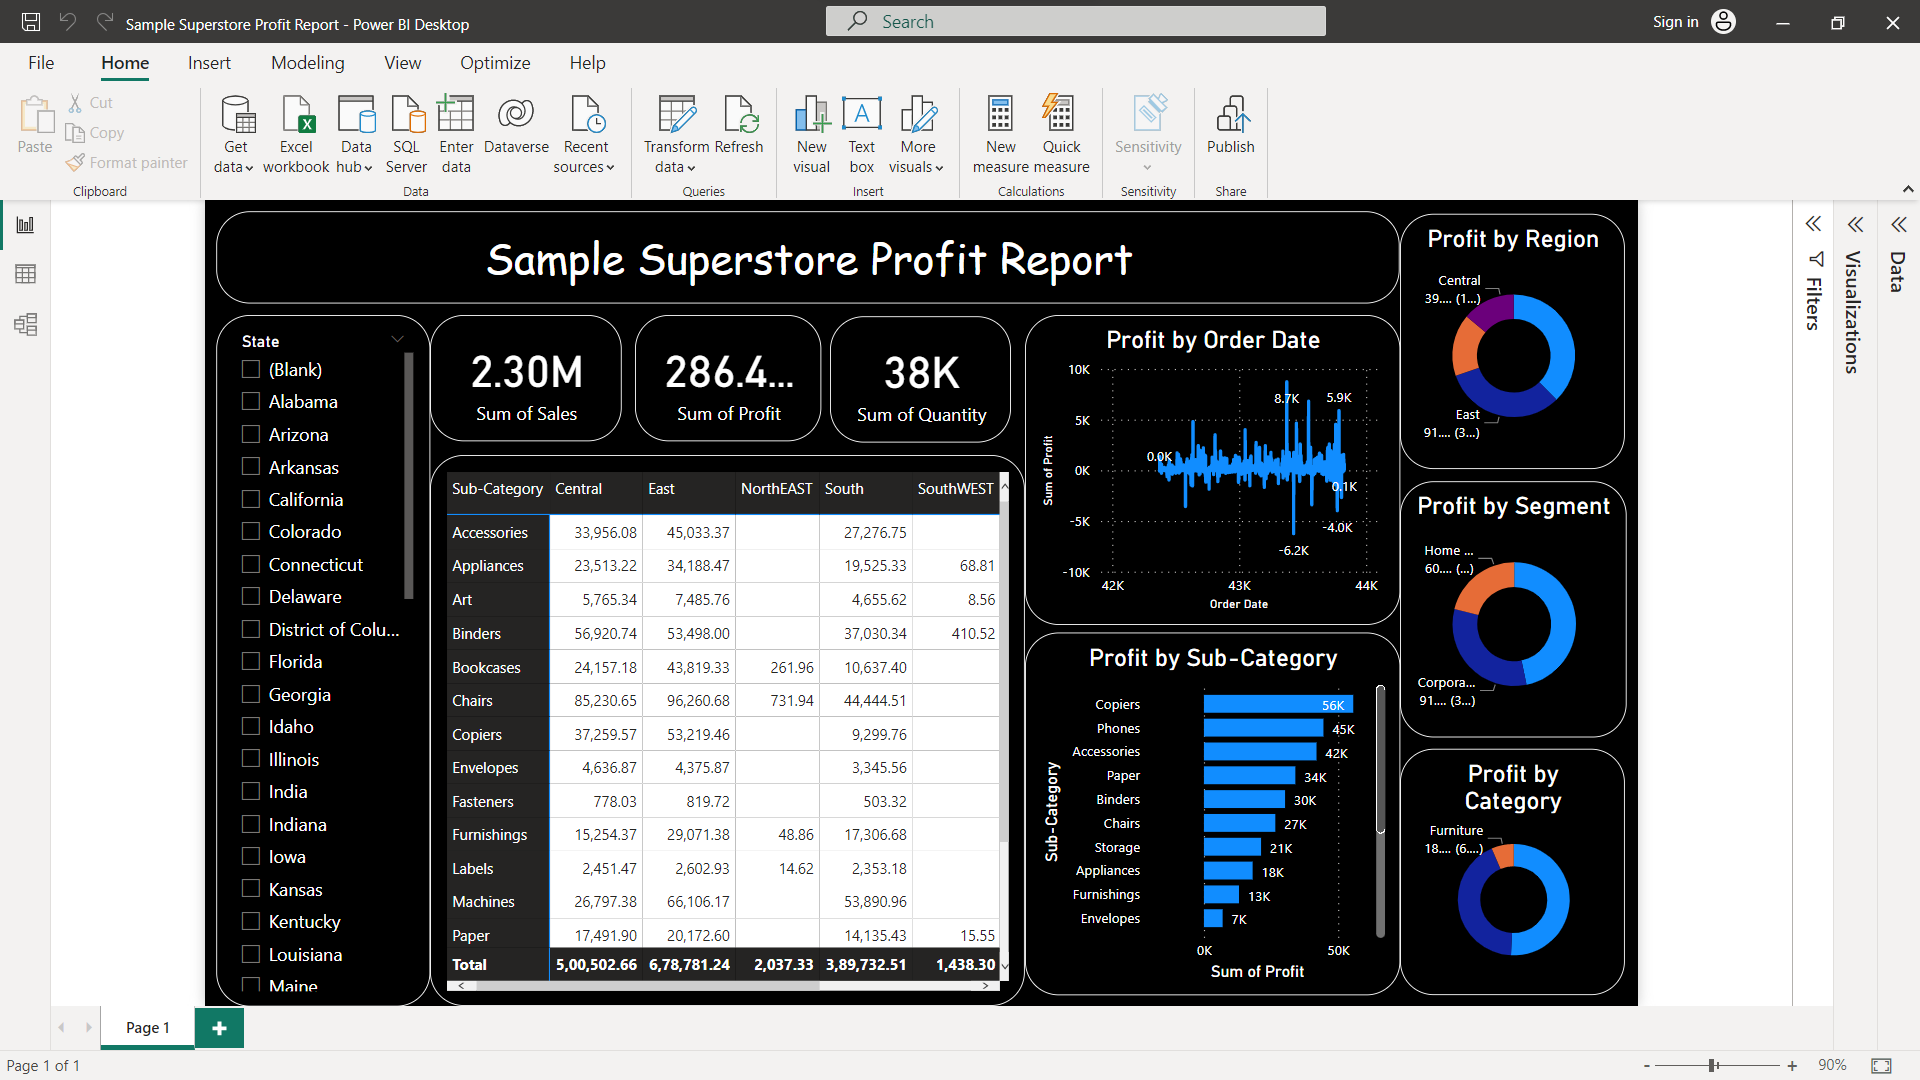 Sample Superstore Profit Report - Power BI Desktop
Search
Sign in
File Home Insert Modeling View Optimize Help
Paste
Cut
Copy
Format painter
Clipboard
Get data
Excel workbook
Data hub
SQL Server
Enter data
Dataverse
Recent sources
Data
Transform data
Refresh
Queries
New visual
Text box
More visuals
Insert
New measure
Quick measure
Calculations
Sensitivity
Sensitivity
Publish
Share
Sample Superstore Profit Report
State
(Blank)
Alabama
Arizona
Arkansas
California
Colorado
Connecticut
Delaware
District of Colu...
Florida
Georgia
Idaho
Illinois
India
Indiana
Iowa
Kansas
Kentucky
Louisiana
Maine
2.30M
Sum of Sales
286.4...
Sum of Profit
38K
Sum of Quantity
Sub-Category Central East NorthEAST South SouthWEST
Accessories 33,956.08 45,033.37 27,276.75
Appliances 23,513.22 34,188.47 19,525.33 68.81
Art 5,765.34 7,485.76 4,655.62 8.56
Binders 56,920.74 53,498.00 37,030.34 410.52
Bookcases 24,157.18 43,819.33 261.96 10,637.40
Chairs 85,230.65 96,260.68 731.94 44,444.51
Copiers 37,259.57 53,219.46 9,299.76
Envelopes 4,636.87 4,375.87 3,345.56
Fasteners 778.03 819.72 503.32
Furnishings 15,254.37 29,071.38 48.86 17,306.68
Labels 2,451.47 2,602.93 14.62 2,353.18
Machines 26,797.38 66,106.17 53,890.96
Paper 17,491.90 20,172.60 14,135.43 15.55
Total 5,00,502.66 6,78,781.24 2,037.33 3,89,732.51 1,438.30
Profit by Order Date
Sum of Profit
10K
5K
0K
-5K
-10K
8.7K
5.9K
0.0K
0.1K
-4.0K
-6.2K
42K 43K 44K
Order Date
Profit by Sub-Category
Sub-Category
Copiers 56K
Phones 45K
Accessories 42K
Paper 34K
Binders 30K
Chairs 27K
Storage 21K
Appliances 18K
Furnishings 13K
Envelopes 7K
0K 50K
Sum of Profit
Profit by Region
Central
39.... (1...)
East
91.... (3...)
Profit by Segment
Home ...
60.... (...)
Corpora...
91.... (3...)
Profit by
Category
Furniture
18.... (6....)
Filters
Visualizations
Data
Page 1
Page 1 of 1
90%